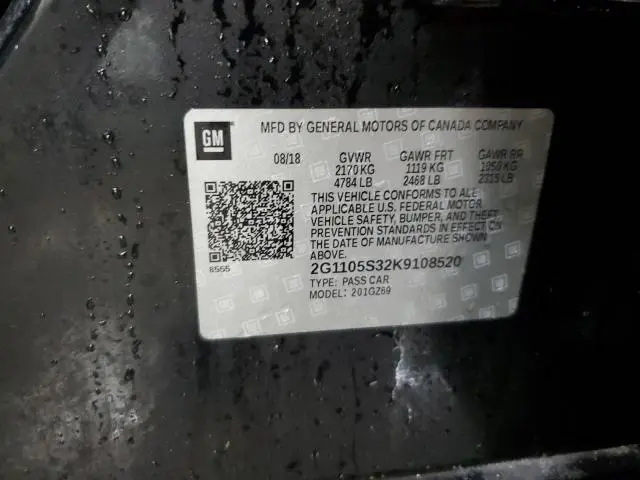 GM
MFD BY GENERAL MOTORS OF CANADA COMPANY
08/18 GVWR GAWR FRT GAWR RR
2170 KG 1119 KG 1050 KG
4784 LB 2468 LB 2315 LB
THIS VEHICLE CONFORMS TO ALL
APPLICABLE U.S. FEDERAL MOTOR
VEHICLE SAFETY, BUMPER, AND THEFT
PREVENTION STANDARDS IN EFFECT ON
THE DATE OF MANUFACTURE SHOWN
ABOVE.
8555
2G1105S32K9108520
TYPE: PASS CAR
MODEL: 201GZ69